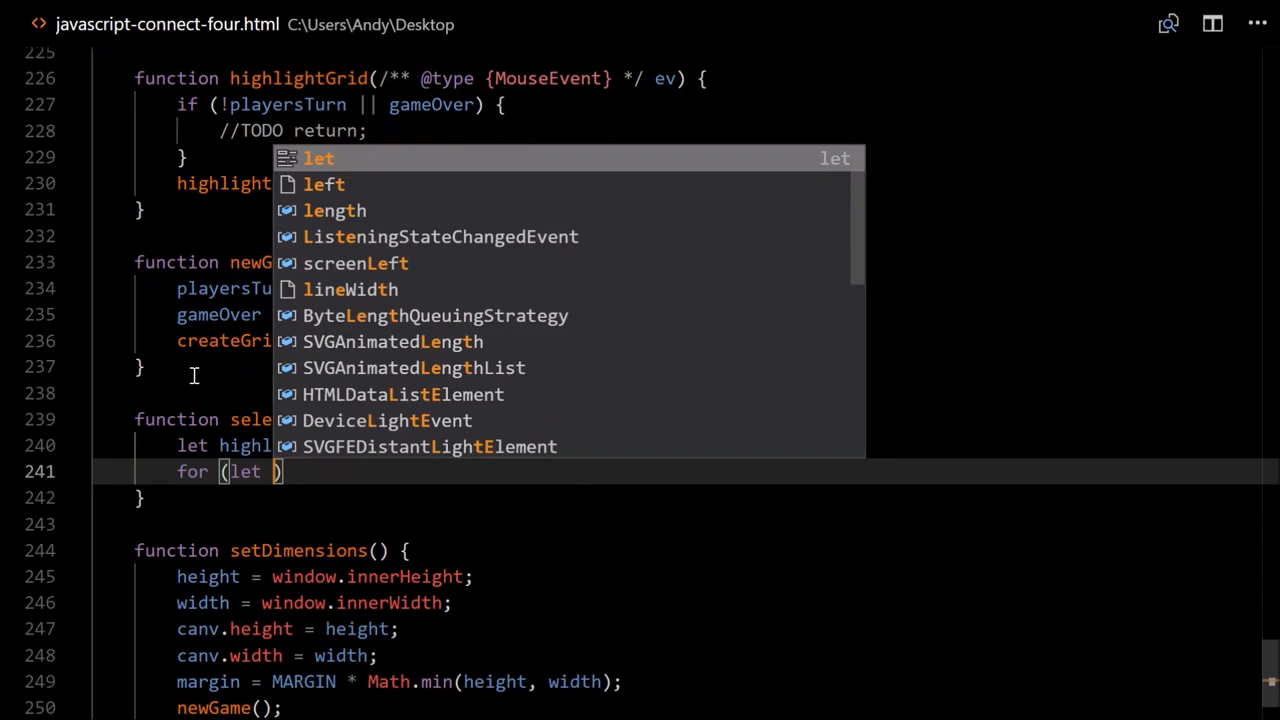 javascript-connect-four.html C:\Users\Andy\Desktop
225
226 function highlightGrid(/** @type {MouseEvent} */ ev) {
227 if (!playersTurn || gameOver) {
228 //TODO return;
229 }
let let
left
230 highlight
length
231 }
232 ListeningStateChangedEvent
233 function newG
screenLeft
234 playersTu
lineWidth
235 gameOver
ByteLengthQueuingStrategy
236 createGri
SVGAnimatedLength
237 }
SVGAnimatedLengthList
238 HTMLDataListElement
239 function sele
DeviceLightEvent
240 let highl
SVGFEDistantLightElement
241 for (let )
242 }
243
244 function setDimensions() {
245 height = window.innerHeight;
246 width = window.innerWidth;
247 canv.height = height;
248 canv.width = width;
249 margin = MARGIN * Math.min(height, width);
250 newGame();